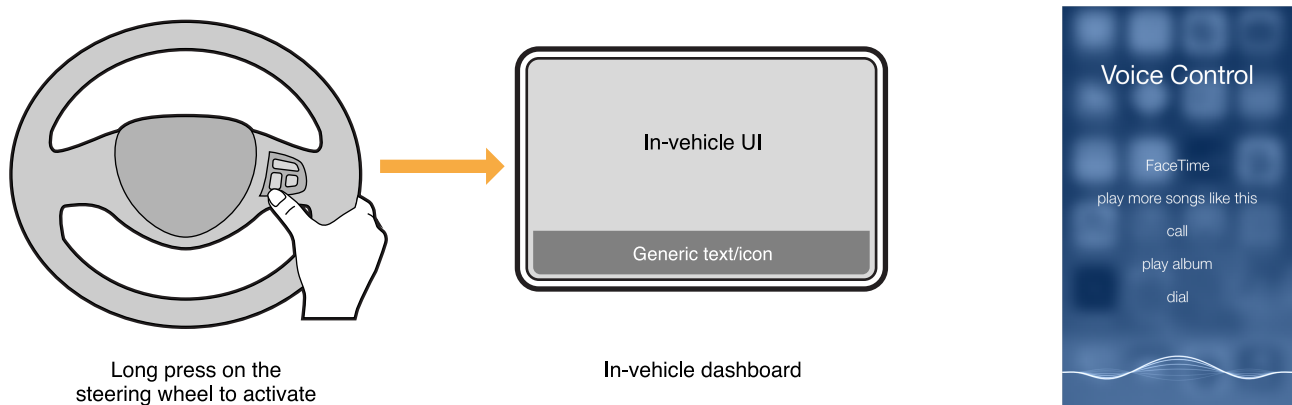 In-vehicle UI
Generic text/icon
Long press on the
steering wheel to activate
In-vehicle dashboard
Voice Control
FaceTime
play more songs like this
call
play album
dial